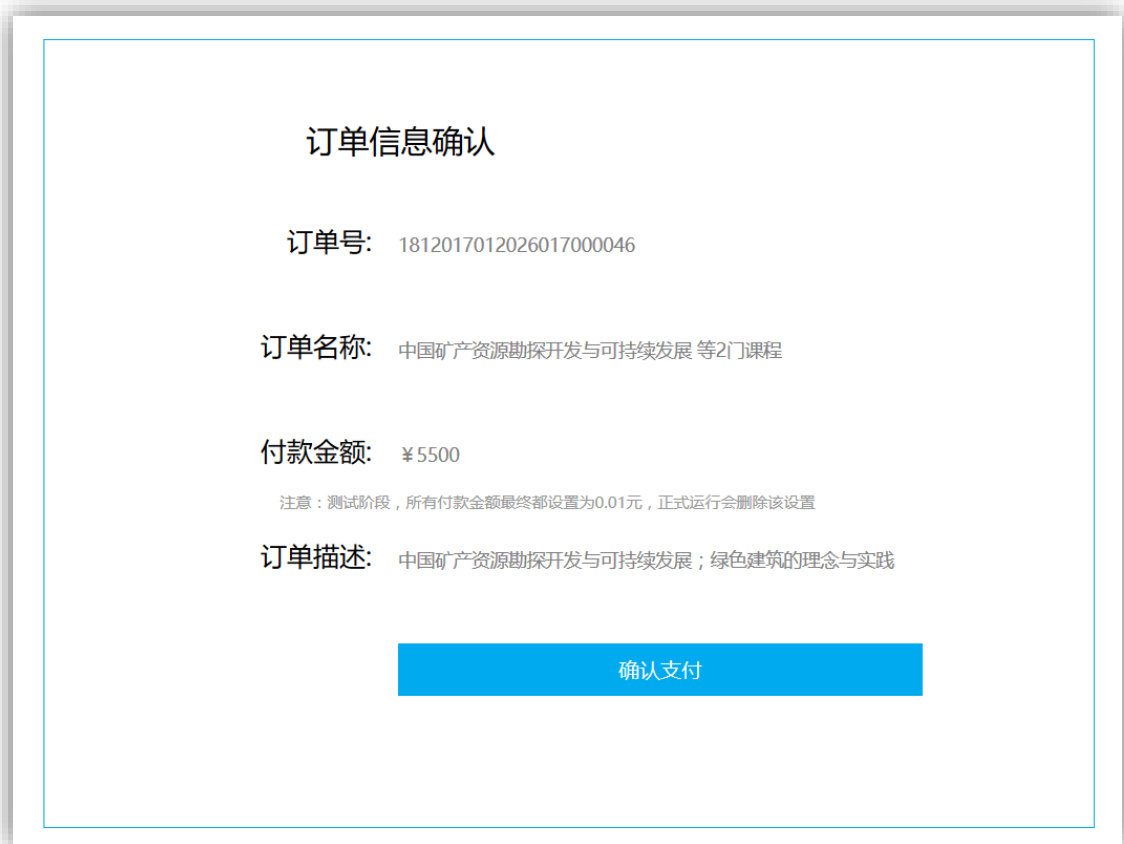 订单信息确认
订单号: 1812017012026017000046
订单名称: 中国矿产资源勘探开发与可持续发展 等2门课程
付款金额: ￥5500
注意：测试阶段，所有付款金额最终都设置为0.01元，正式运行会删除该设置
订单描述: 中国矿产资源勘探开发与可持续发展；绿色建筑的理念与实践
确认支付